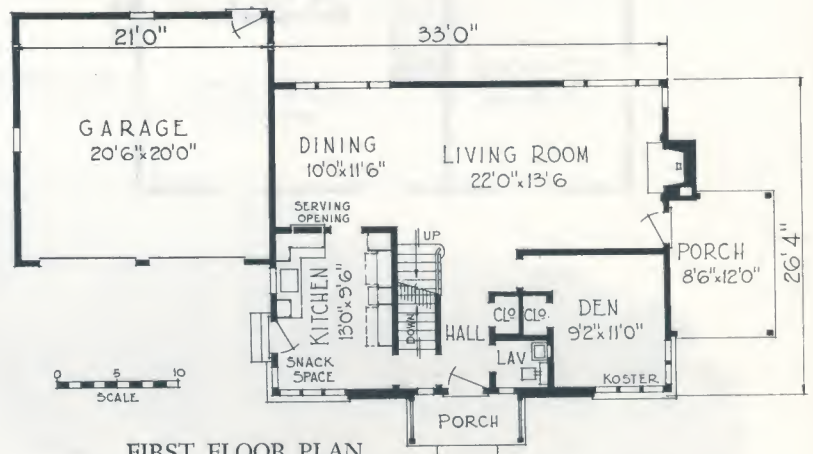 21'0"
33'0"
GARAGE
20'6"x20'0"
DINING
10'0"x11'6"
LIVING ROOM
22'0"x13'6
SERVING
OPENING
UP
KITCHEN
13'0"x9'6"
DOWN
HALL
CLO.
CLO.
DEN
9'2"x11'0"
PORCH
8'6"x12'0"
26'4"
SNACK
SPACE
LAV
KOSTER
0 5 10
SCALE
PORCH
FIRST FLOOR PLAN